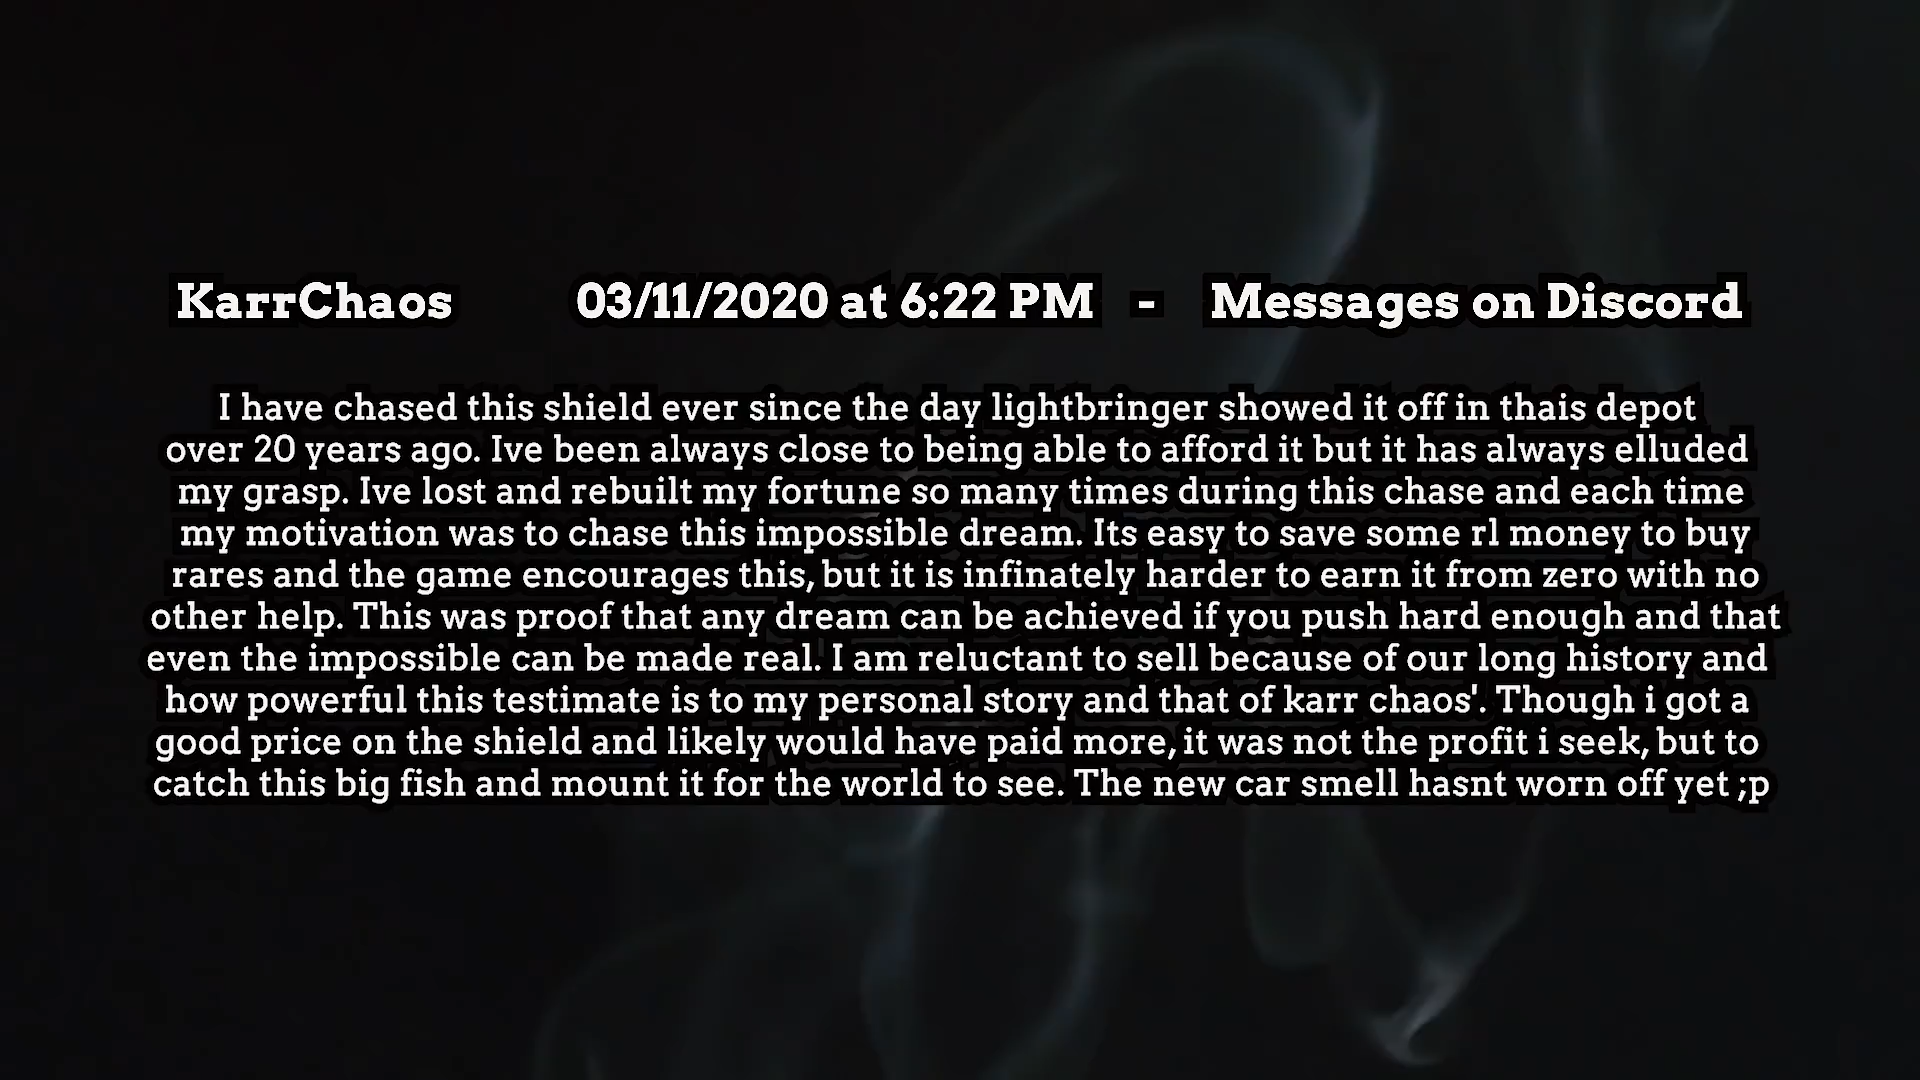 KarrChaos 03/11/2020 at 6:22 PM - Messages on Discord
I have chased this shield ever since the day lightbringer showed it off in thais depot
over 20 years ago. Ive been always close to being able to afford it but it has always elluded
my grasp. Ive lost and rebuilt my fortune so many times during this chase and each time
my motivation was to chase this impossible dream. Its easy to save some rl money to buy
rares and the game encourages this, but it is infinately harder to earn it from zero with no
other help. This was proof that any dream can be achieved if you push hard enough and that
even the impossible can be made real. I am reluctant to sell because of our long history and
how powerful this testimate is to my personal story and that of karr chaos'. Though i got a
good price on the shield and likely would have paid more, it was not the profit i seek, but to
catch this big fish and mount it for the world to see. The new car smell hasnt worn off yet ;p